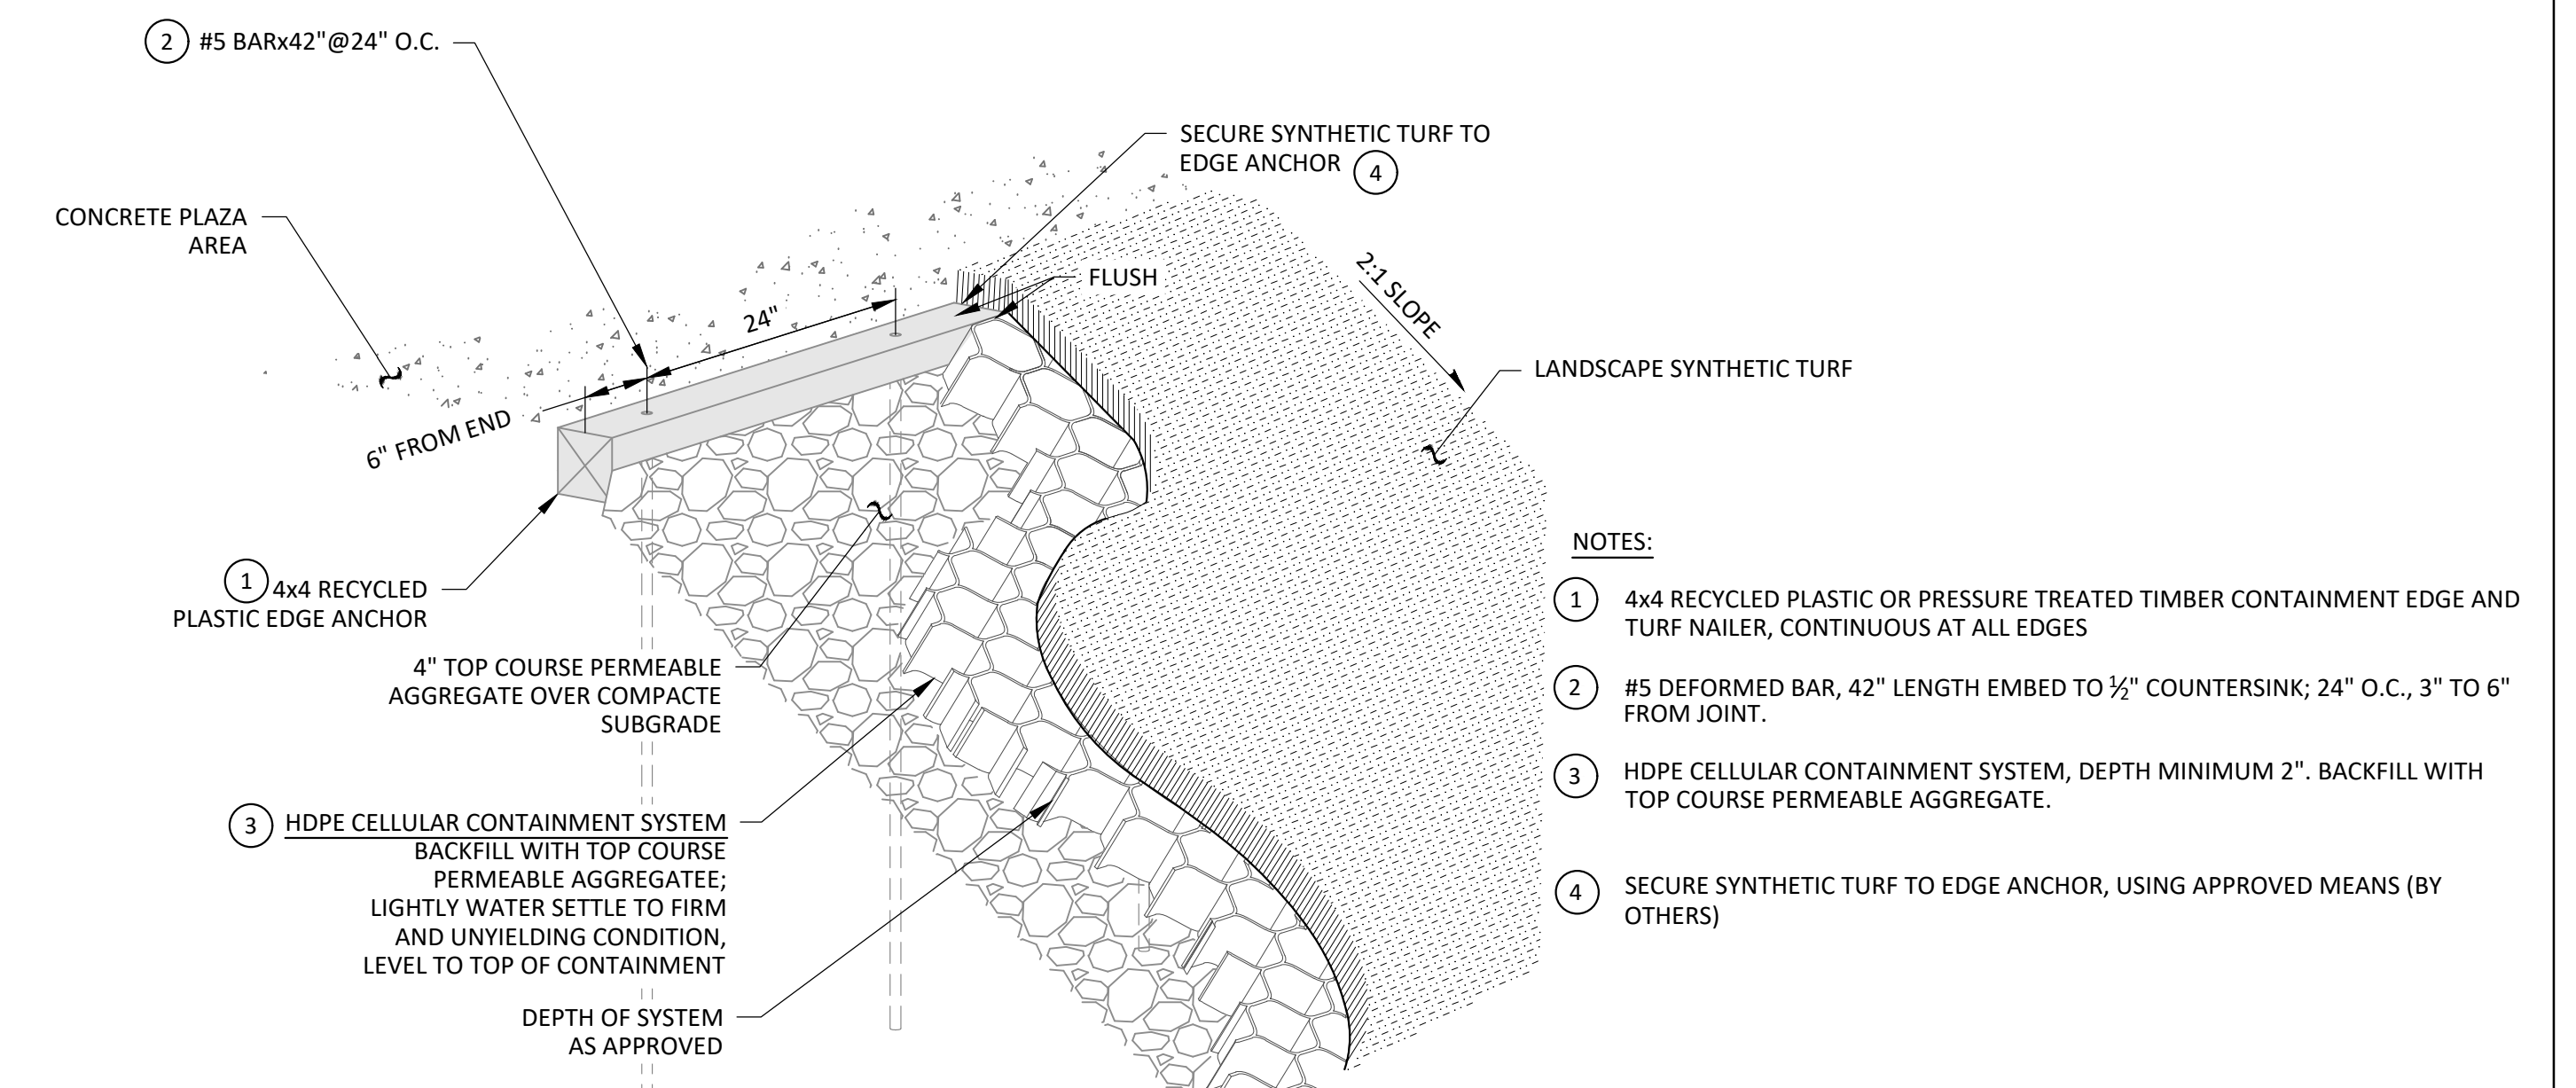 2 #5 BARx42"@24" O.C.
SECURE SYNTHETIC TURF TO
EDGE ANCHOR 4
CONCRETE PLAZA
AREA
FLUSH
2:1 SLOPE
24"
LANDSCAPE SYNTHETIC TURF
6" FROM END
1 4x4 RECYCLED
PLASTIC EDGE ANCHOR
4" TOP COURSE PERMEABLE
AGGREGATE OVER COMPACTE
SUBGRADE
3 HDPE CELLULAR CONTAINMENT SYSTEM
BACKFILL WITH TOP COURSE
PERMEABLE AGGREGATEE;
LIGHTLY WATER SETTLE TO FIRM
AND UNYIELDING CONDITION,
LEVEL TO TOP OF CONTAINMENT
DEPTH OF SYSTEM
AS APPROVED
NOTES:
1 4x4 RECYCLED PLASTIC OR PRESSURE TREATED TIMBER CONTAINMENT EDGE AND
TURF NAILER, CONTINUOUS AT ALL EDGES
2 #5 DEFORMED BAR, 42" LENGTH EMBED TO ½" COUNTERSINK; 24" O.C., 3" TO 6"
FROM JOINT.
3 HDPE CELLULAR CONTAINMENT SYSTEM, DEPTH MINIMUM 2". BACKFILL WITH
TOP COURSE PERMEABLE AGGREGATE.
4 SECURE SYNTHETIC TURF TO EDGE ANCHOR, USING APPROVED MEANS (BY
OTHERS)